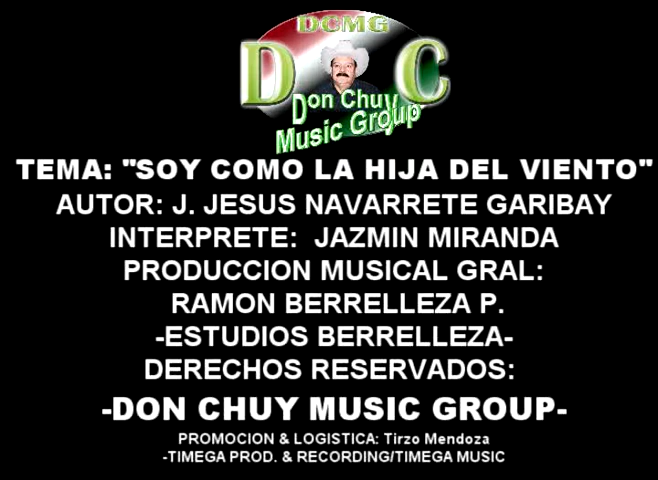 DCMG
D C
Don Chuy
Music Group
TEMA: "SOY COMO LA HIJA DEL VIENTO"
AUTOR: J. JESUS NAVARRETE GARIBAY
INTERPRETE: JAZMIN MIRANDA
PRODUCCION MUSICAL GRAL:
RAMON BERRELLEZA P.
-ESTUDIOS BERRELLEZA-
DERECHOS RESERVADOS:
-DON CHUY MUSIC GROUP-
PROMOCION & LOGISTICA: Tirzo Mendoza
-TIMEGA PROD. & RECORDING/TIMEGA MUSIC